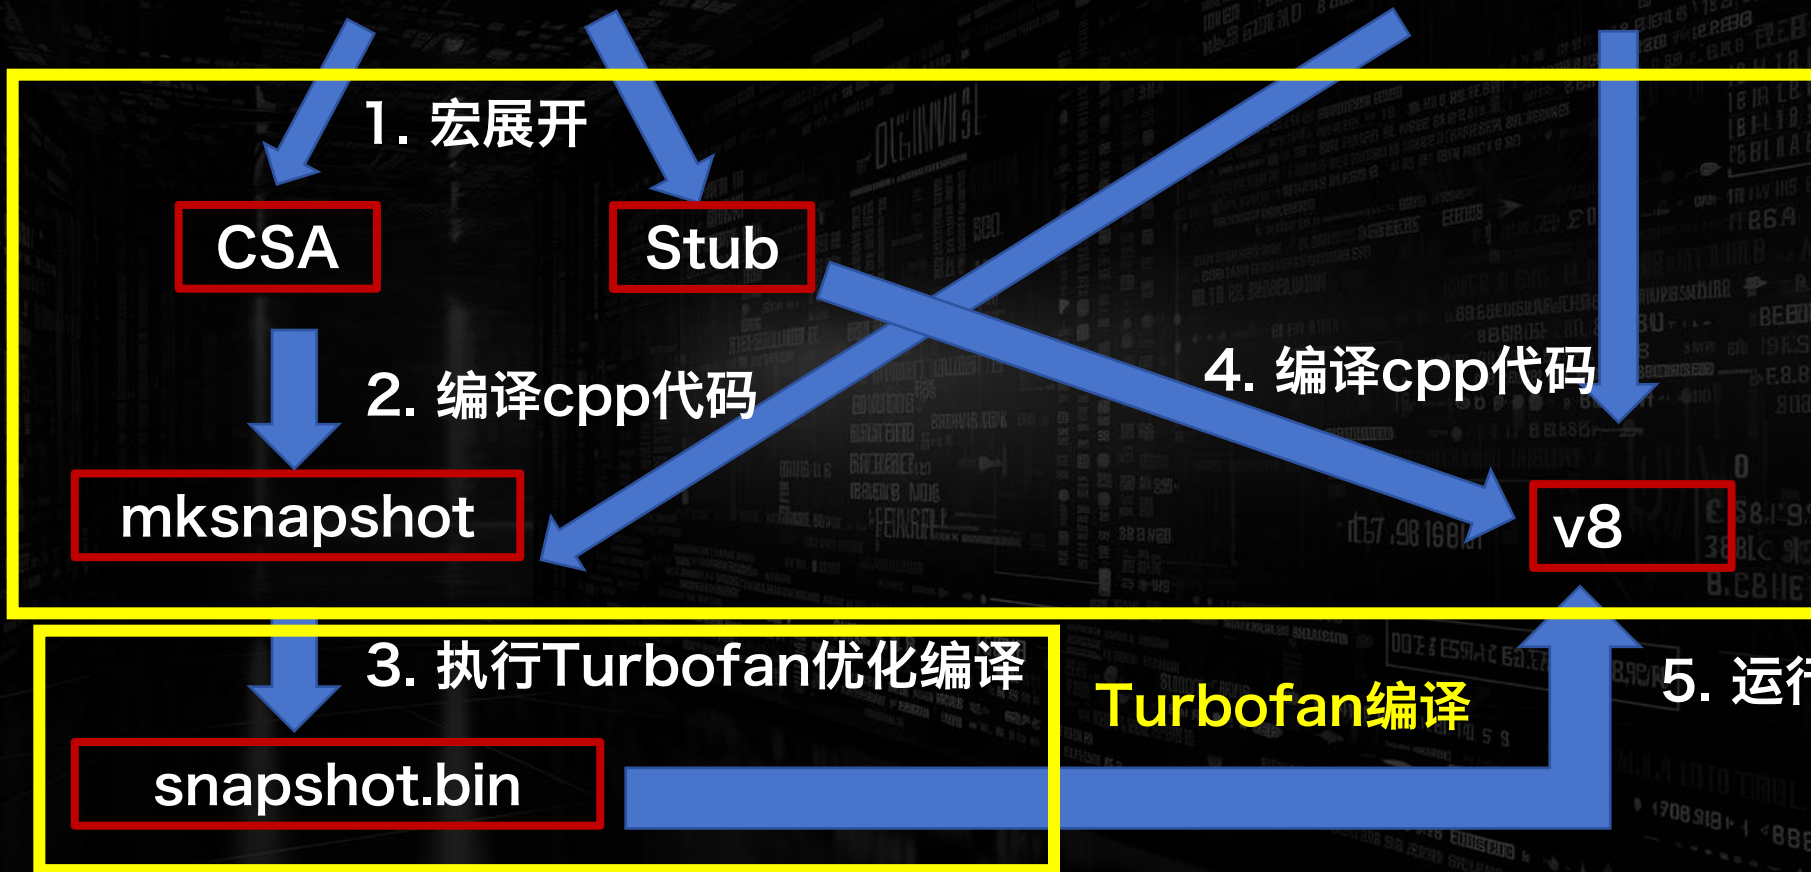 1. 宏展开
CSA
Stub
2. 编译cpp代码
4. 编译cpp代码
mksnapshot
v8
3. 执行Turbofan优化编译
Turbofan编译
5. 运行
snapshot.bin